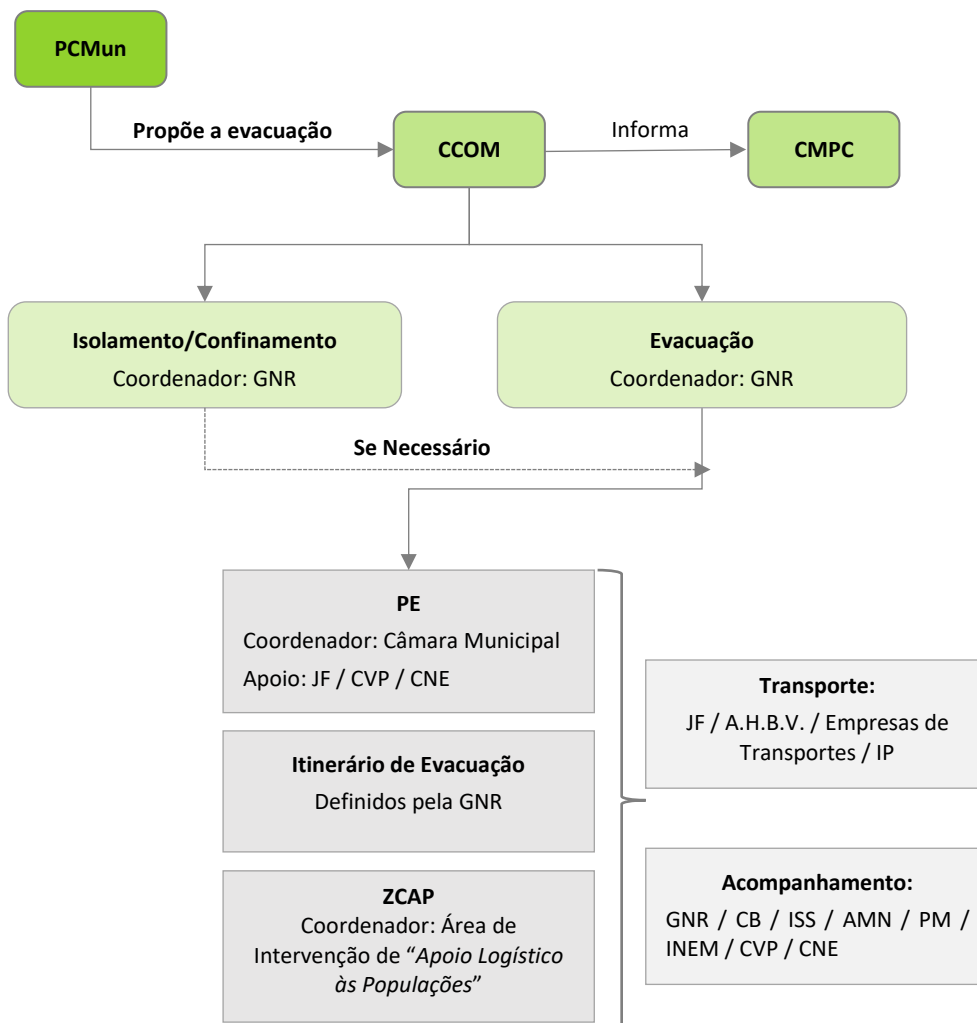 PCMun
Propõe a evacuação
CCOM
Informa
CMPC
Isolamento/Confinamento
Coordenador: GNR
Evacuação
Coordenador: GNR
Se Necessário
PE
Coordenador: Câmara Municipal
Apoio: JF / CVP / CNE
Itinerário de Evacuação
Definidos pela GNR
ZCAP
Coordenador: Área de
Intervenção de “Apoio Logístico
às Populações”
Transporte:
JF / A.H.B.V. / Empresas de
Transportes / IP
Acompanhamento:
GNR / CB / ISS / AMN / PM /
INEM / CVP / CNE